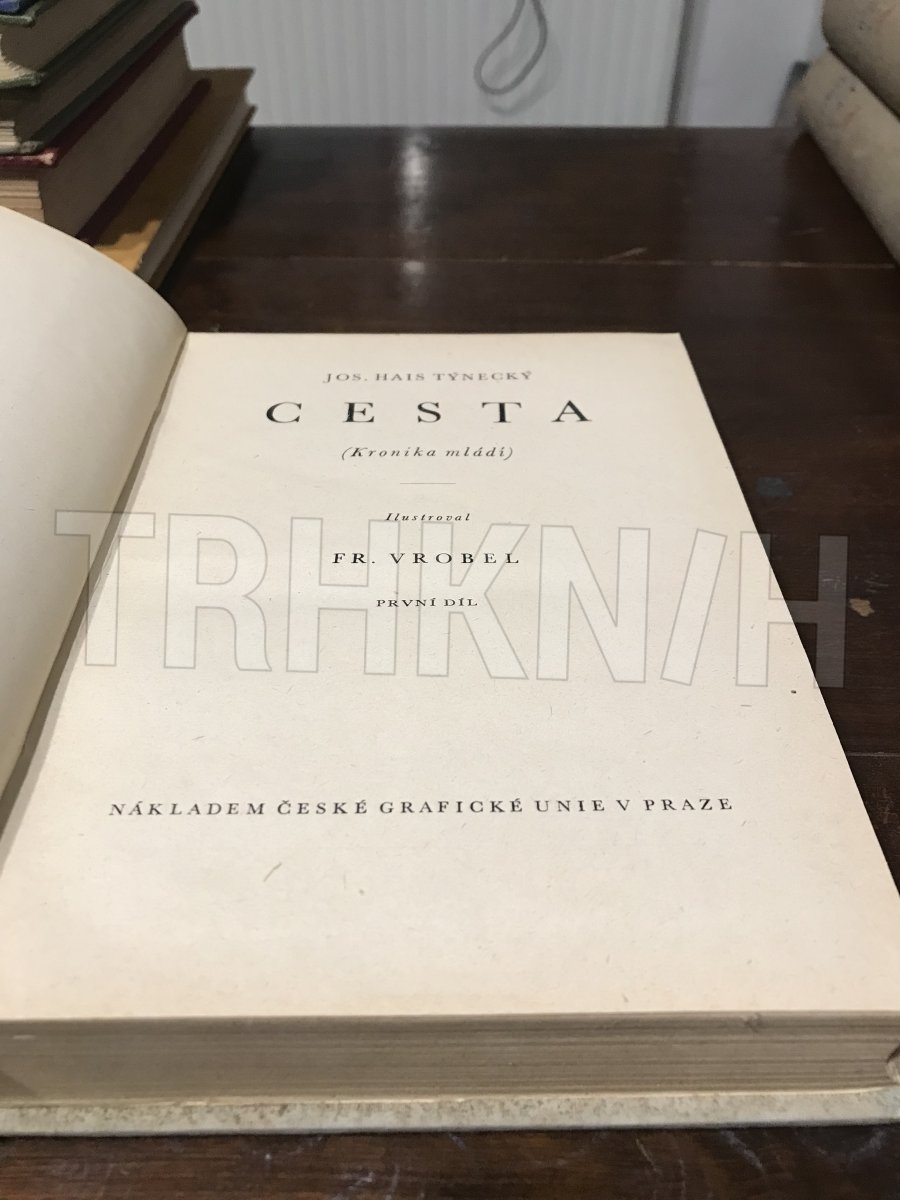 JOS. HAIS TÝNECKÝ
CESTA
(Kronika mládí)
Ilustroval
FR. VROBEL
PRVNÍ DÍL
NÁKLADEM ČESKÉ GRAFICKÉ UNIE V PRAZE
TRHKNIH